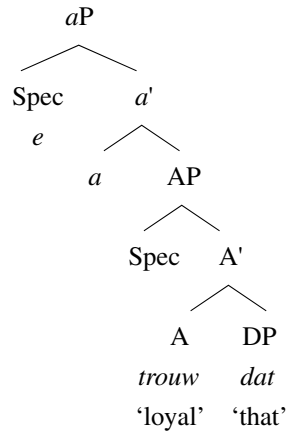 aP
Spec a'
e
a AP
Spec A'
A DP
trouw dat
‘loyal’ ‘that’